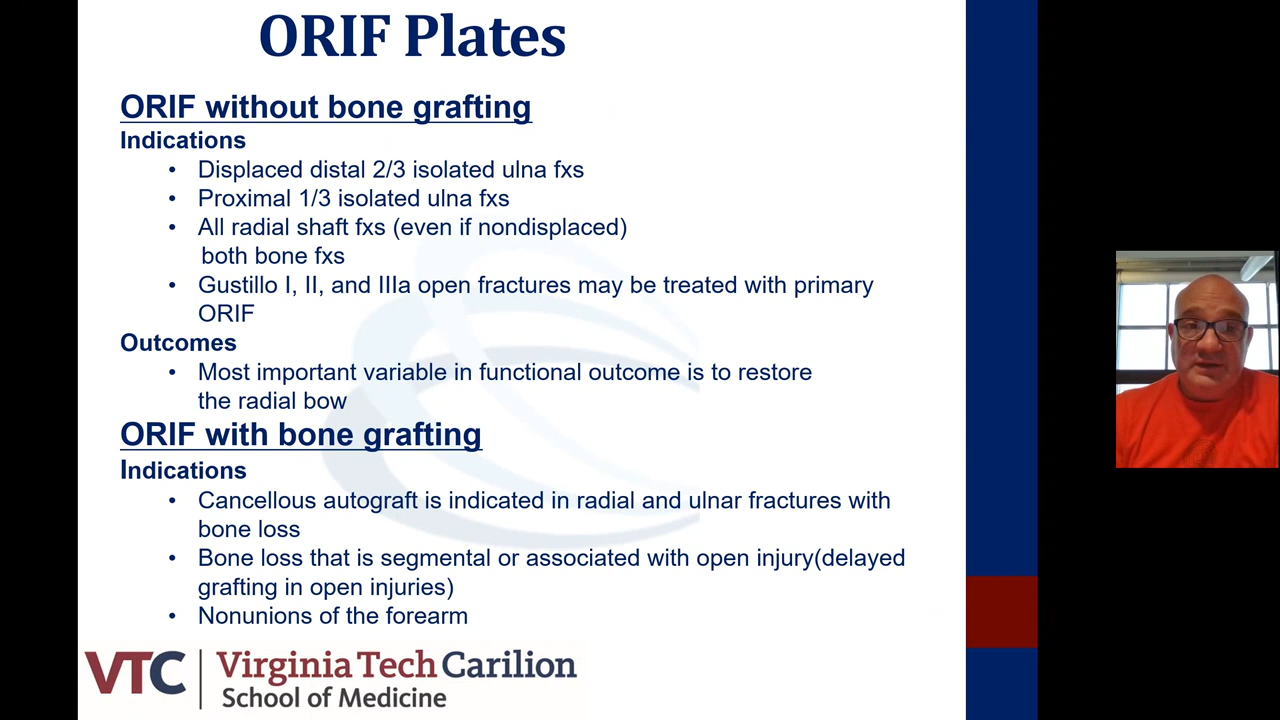 ORIF Plates
ORIF without bone grafting
Indications
• Displaced distal 2/3 isolated ulna fxs
• Proximal 1/3 isolated ulna fxs
• All radial shaft fxs (even if nondisplaced)
both bone fxs
• Gustillo I, II, and IIIa open fractures may be treated with primary
ORIF
Outcomes
• Most important variable in functional outcome is to restore
the radial bow
ORIF with bone grafting
Indications
• Cancellous autograft is indicated in radial and ulnar fractures with
bone loss
• Bone loss that is segmental or associated with open injury(delayed
grafting in open injuries)
• Nonunions of the forearm
VTC Virginia Tech Carilion
School of Medicine